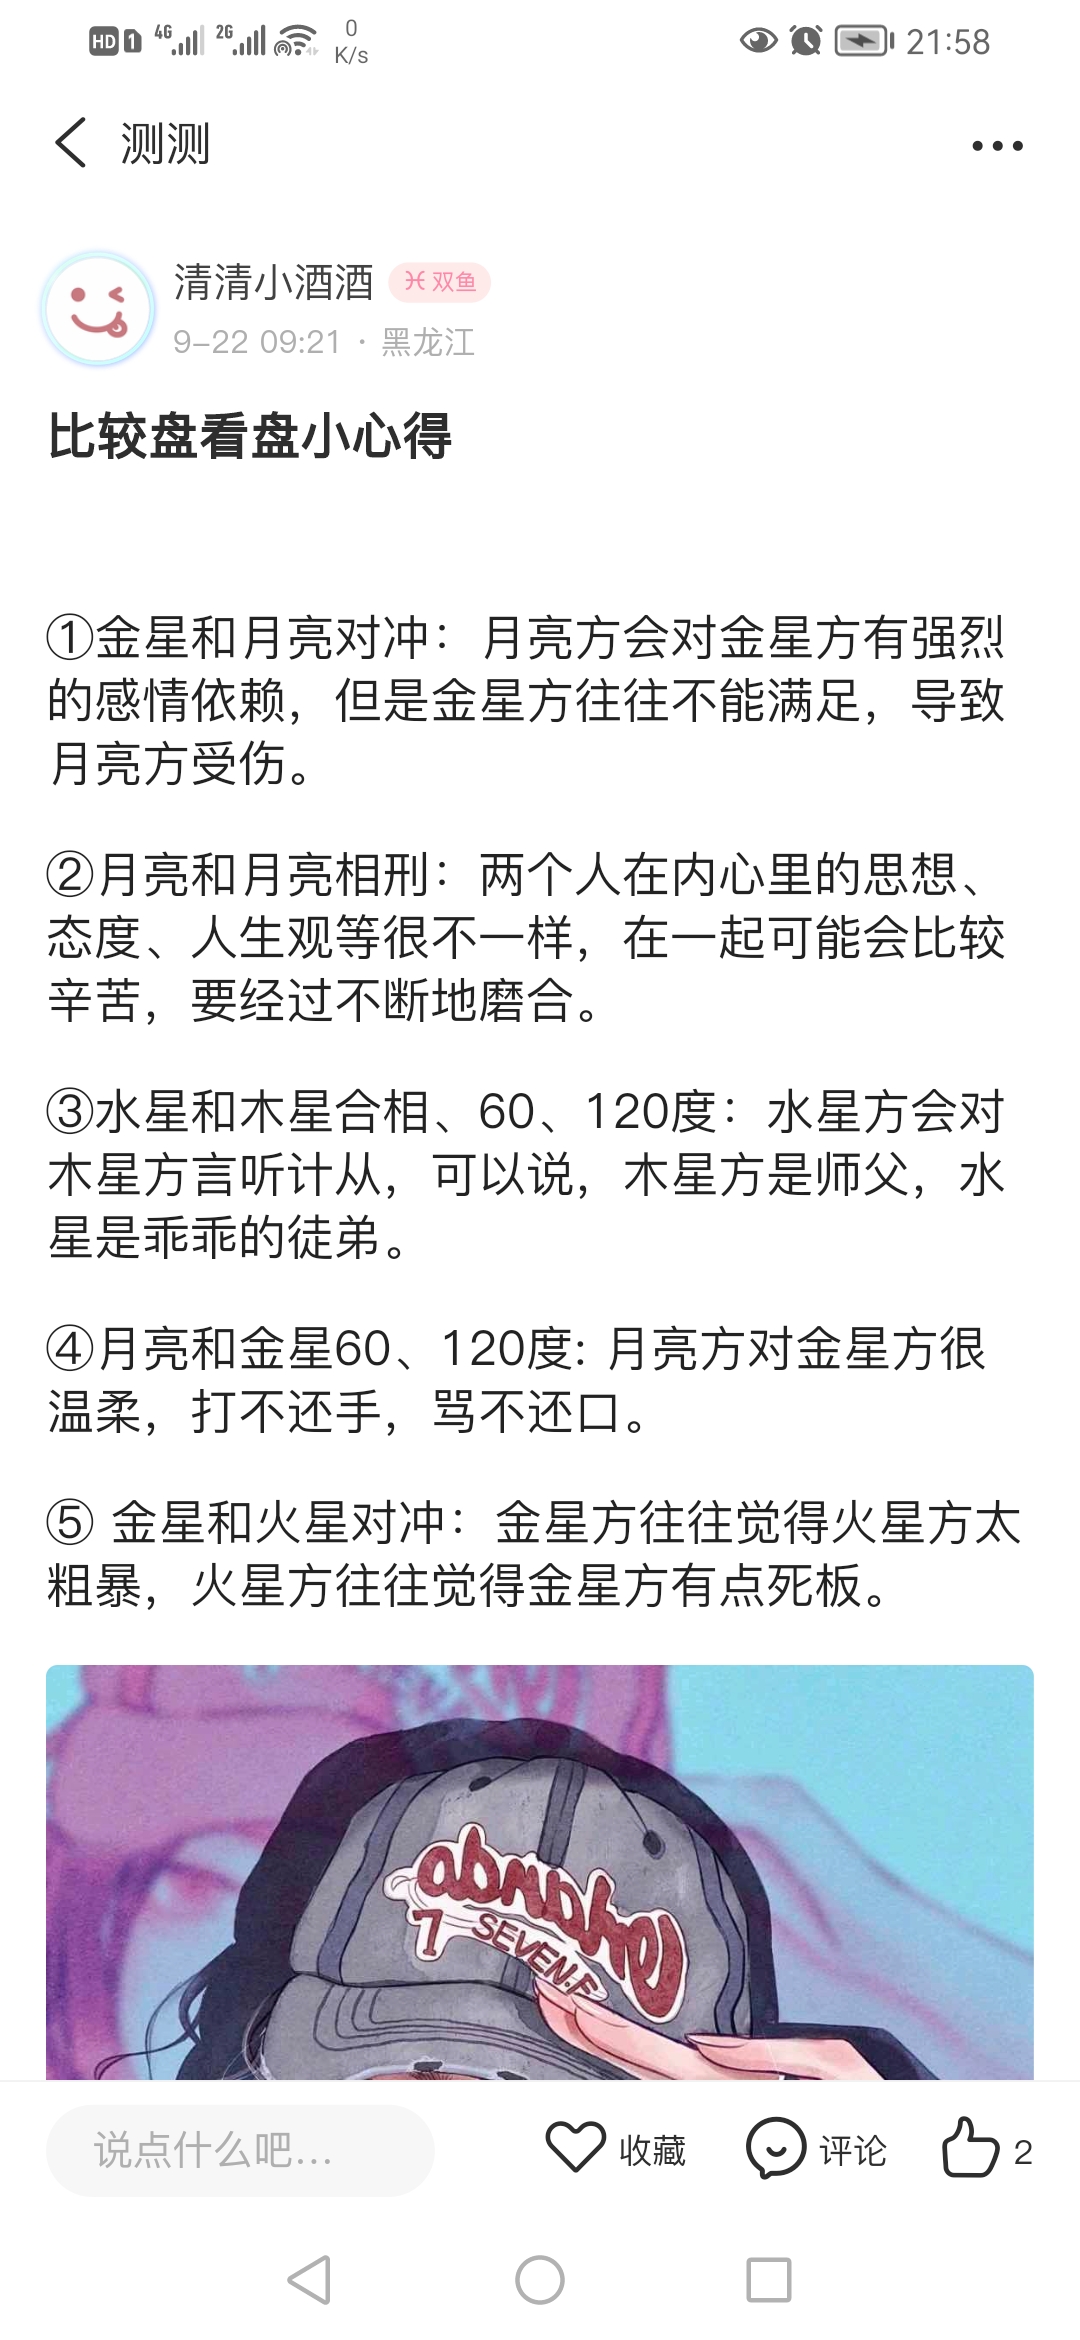 HD 1 4G 2G 0 K/s 21:58
测测
清清小酒酒 双鱼
9-22 09:21 · 黑龙江
比较盘看盘小心得
①金星和月亮对冲：月亮方会对金星方有强烈
的感情依赖，但是金星方往往不能满足，导致
月亮方受伤。
②月亮和月亮相刑：两个人在内心里的思想、
态度、人生观等很不一样，在一起可能会比较
辛苦，要经过不断地磨合。
③水星和木星合相、60、120度：水星方会对
木星方言听计从，可以说，木星方是师父，水
星是乖乖的徒弟。
④月亮和金星60、120度: 月亮方对金星方很
温柔，打不还手，骂不还口。
⑤ 金星和火星对冲：金星方往往觉得火星方太
粗暴，火星方往往觉得金星方有点死板。
7 SEVEN.F
说点什么吧... 收藏 评论 2